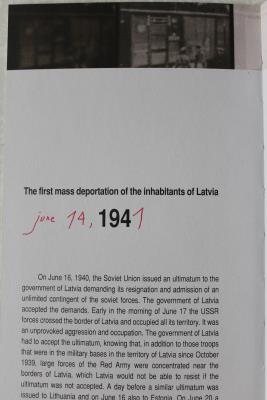 The first mass deportation of the inhabitants of Latvia
june 14, 1941
On June 16, 1940, the Soviet Union issued an ultimatum to the
government of Latvia demanding its resignation and admission of an
unlimited contingent of the soviet forces. The government of Latvia
accepted the demands. Early in the morning of June 17 the USSR
forces crossed the border of Latvia and occupied all its territory. It was
an unprovoked aggression and occupation. The government of Latvia
had to accept the ultimatum, knowing that, in addition to those troops
that were in the military bases in the territory of Latvia since October
1939, large forces of the Red Army were concentrated near the
borders of Latvia, which Latvia would not be able to resist if the
ultimatum was not accepted. A day before a similar ultimatum was
issued to Lithuania and on June 16 also to Estonia. On June 20 a